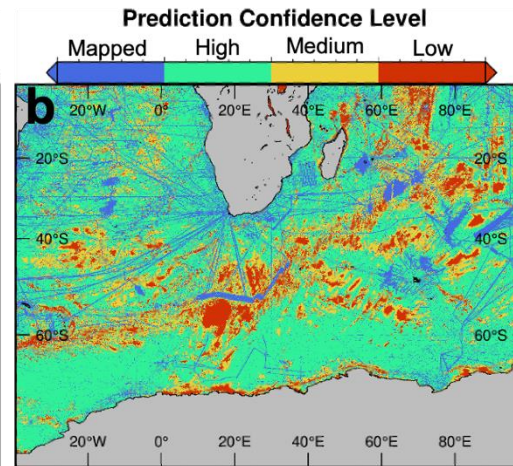 Prediction Confidence Level
Mapped High Medium Low
b
20°W 0° 20°E 40°E 60°E 80°E
20°S 20°S
40°S 40°S
60°S 60°S
20°W 0° 20°E 40°E 60°E 80°E